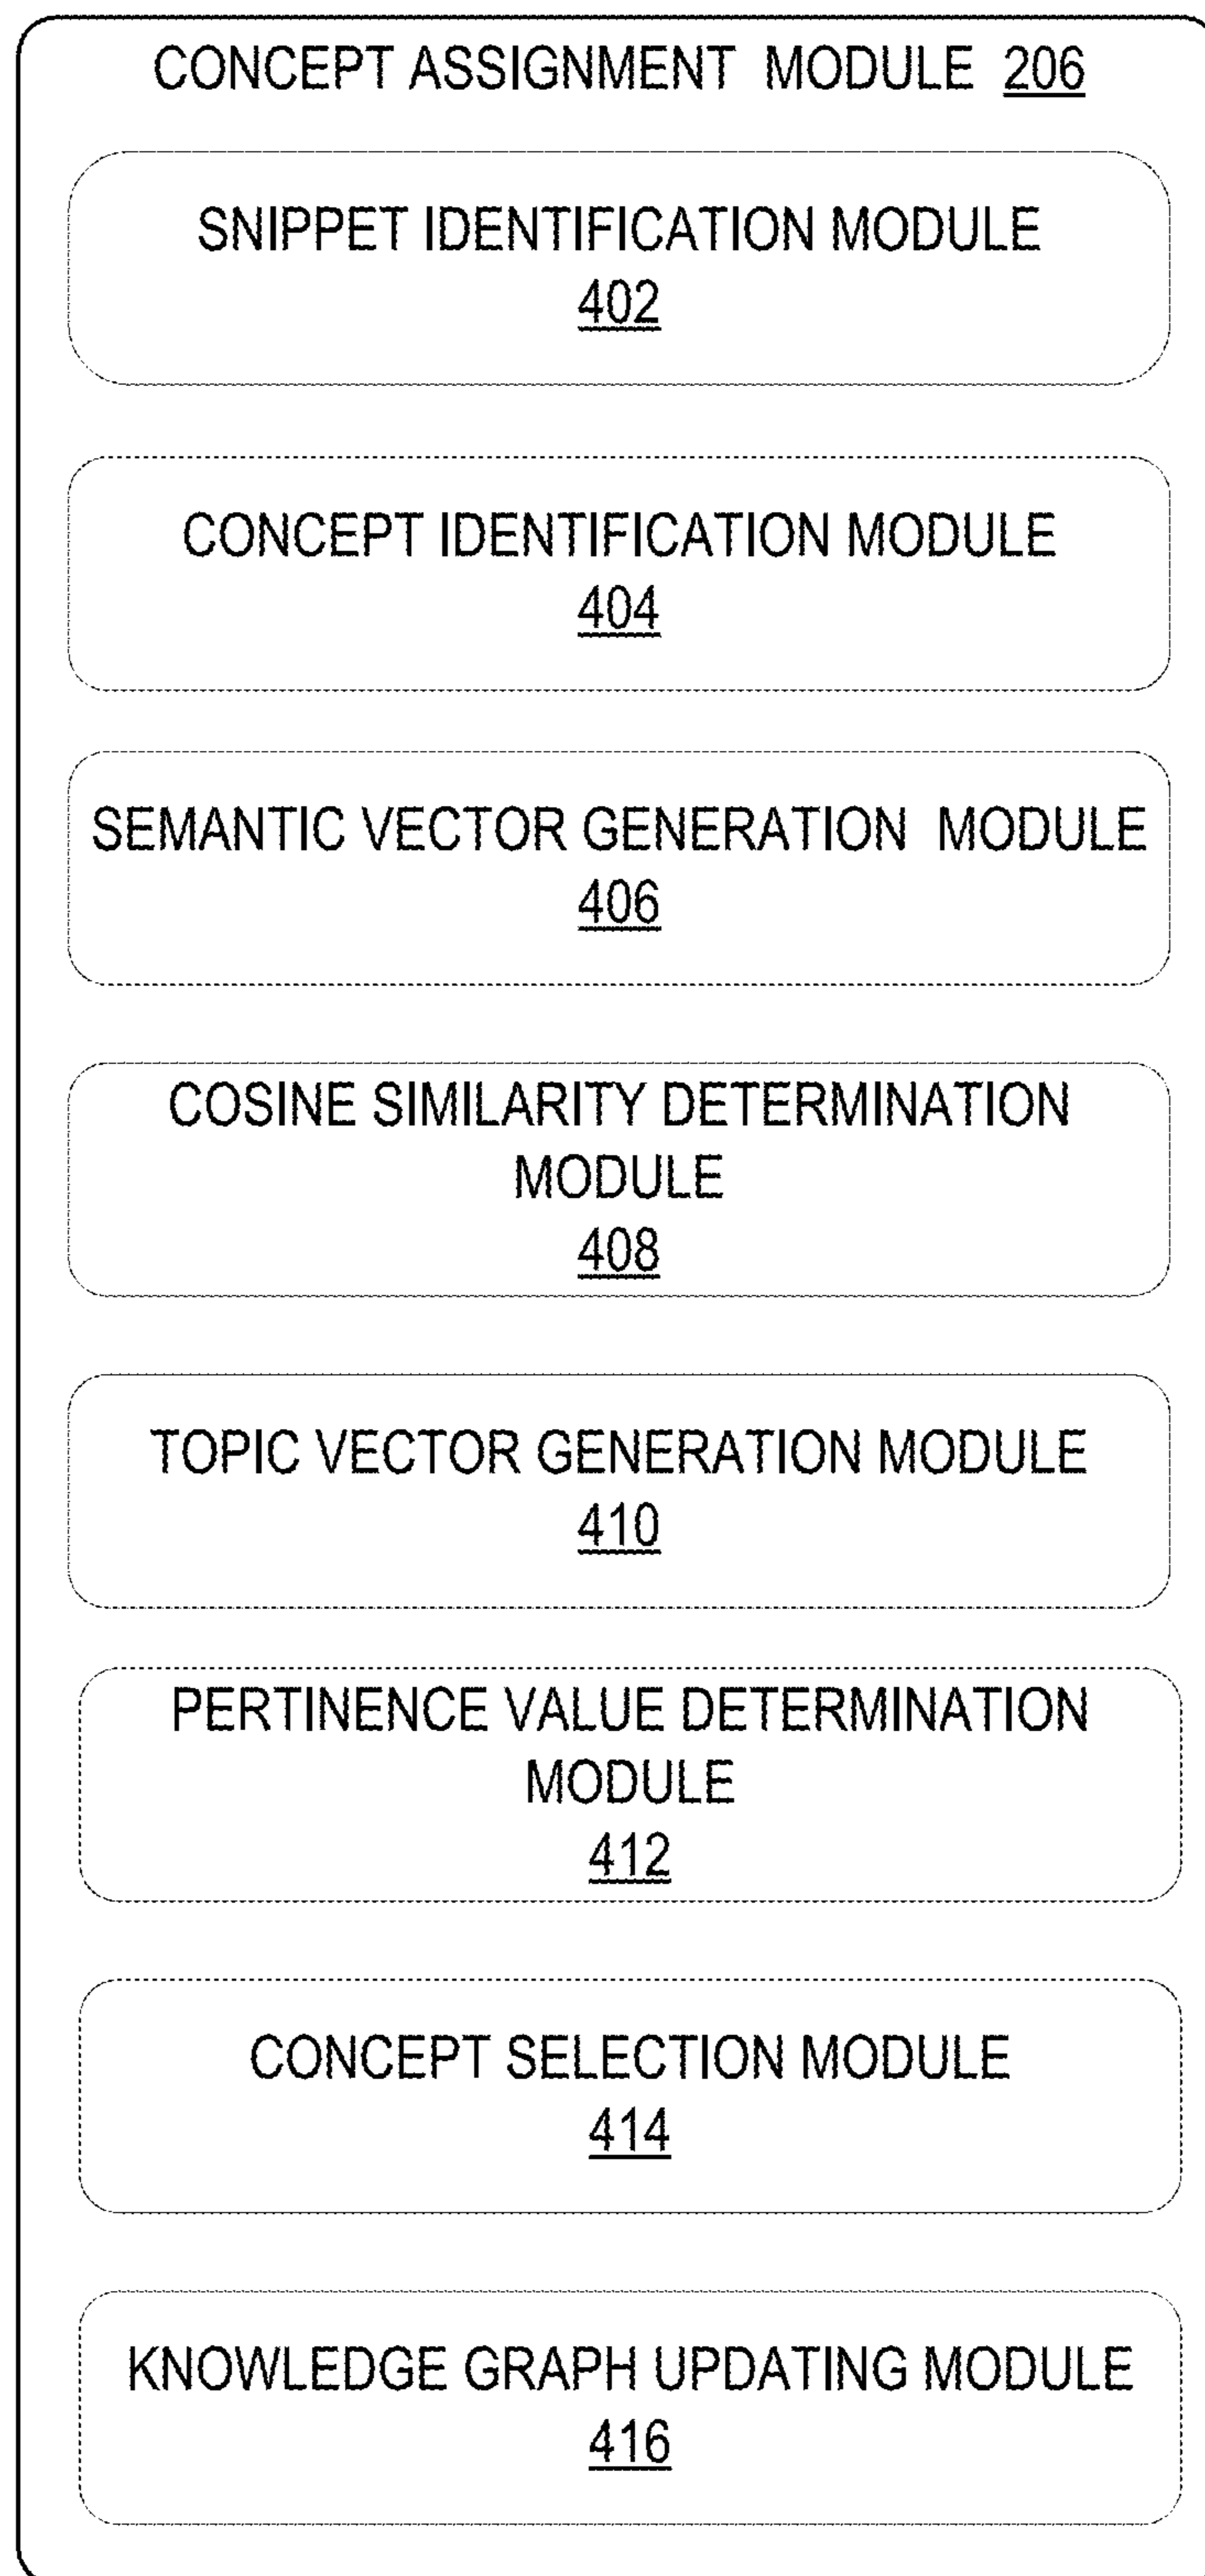 CONCEPT ASSIGNMENT MODULE 206
SNIPPET IDENTIFICATION MODULE
402
CONCEPT IDENTIFICATION MODULE
404
SEMANTIC VECTOR GENERATION MODULE
406
COSINE SIMILARITY DETERMINATION
MODULE
408
TOPIC VECTOR GENERATION MODULE
410
PERTINENCE VALUE DETERMINATION
MODULE
412
CONCEPT SELECTION MODULE
414
KNOWLEDGE GRAPH UPDATING MODULE
416